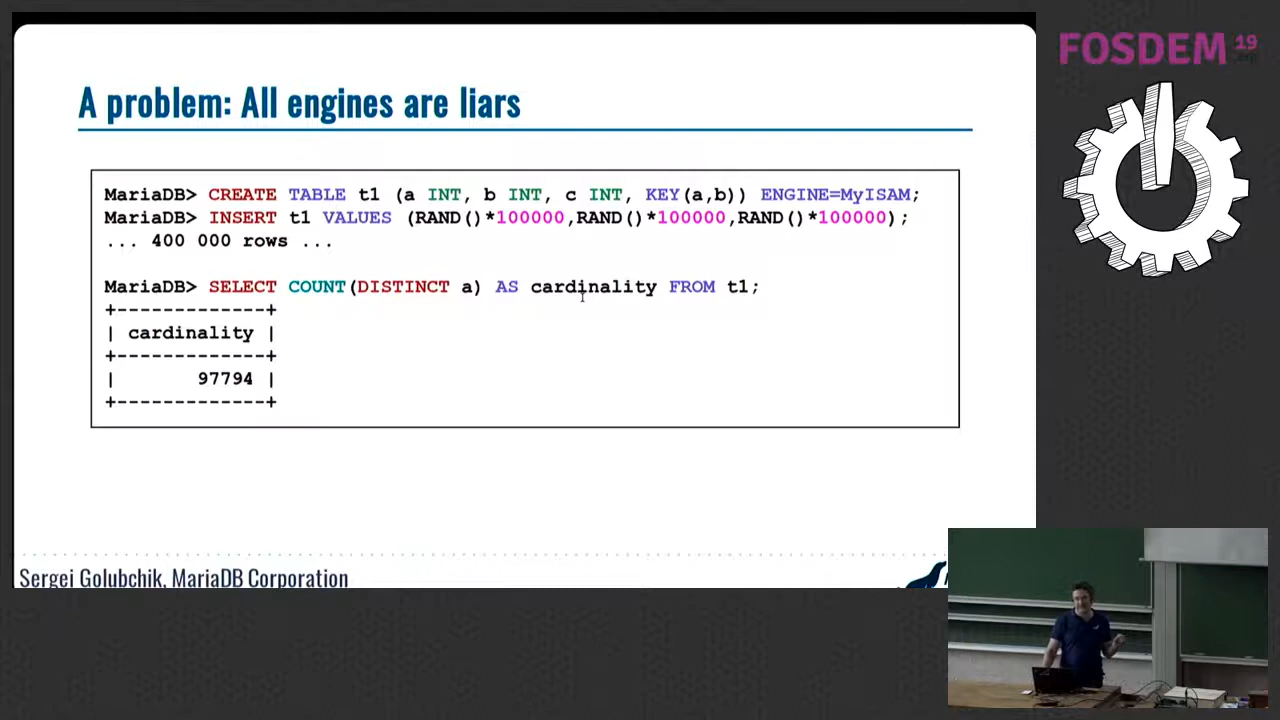 FOSDEM 19
.org
A problem: All engines are liars
MariaDB> CREATE TABLE t1 (a INT, b INT, c INT, KEY(a,b)) ENGINE=MyISAM;
MariaDB> INSERT t1 VALUES (RAND()*100000,RAND()*100000,RAND()*100000);
... 400 000 rows ...
MariaDB> SELECT COUNT(DISTINCT a) AS cardinality FROM t1;
+-------------+
| cardinality |
+-------------+
|       97794 |
+-------------+
Sergei Golubchik, MariaDB Corporation